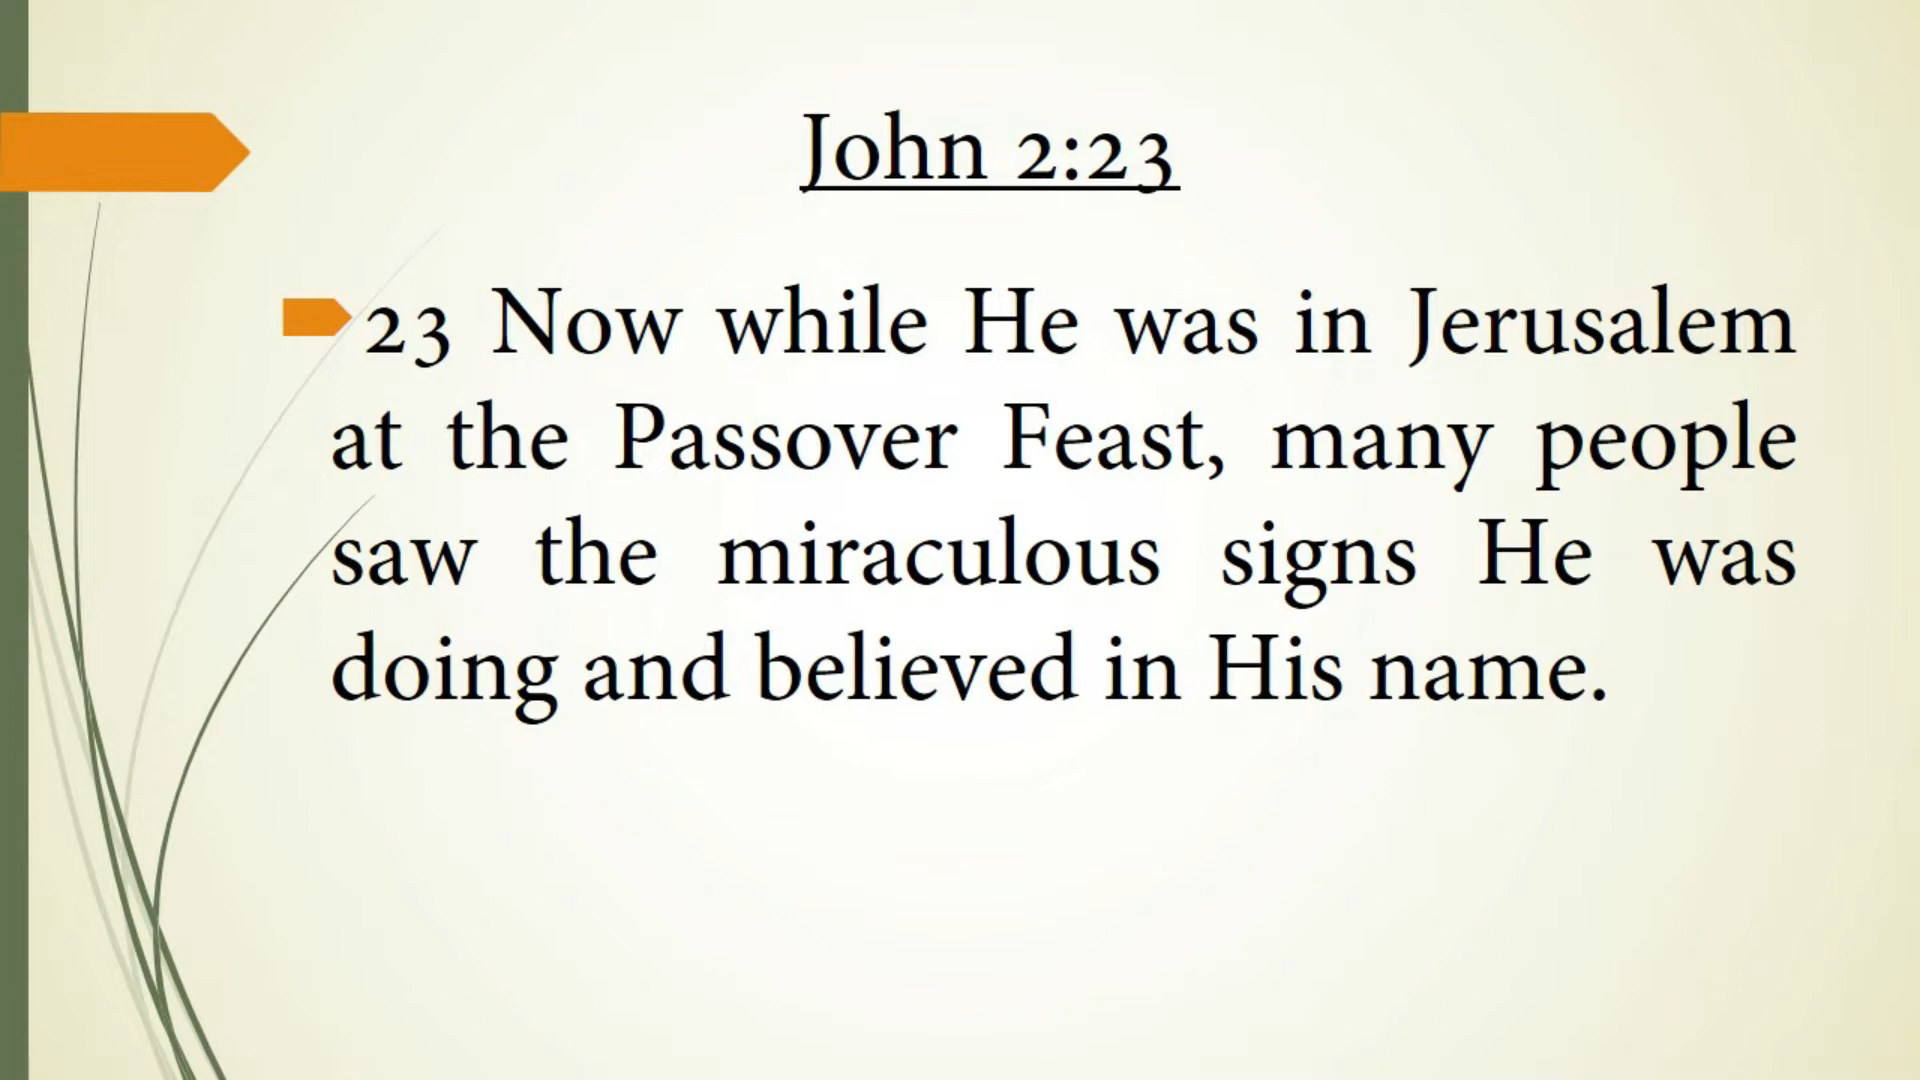 John 2:23
23 Now while He was in Jerusalem
at the Passover Feast, many people
saw the miraculous signs He was
doing and believed in His name.